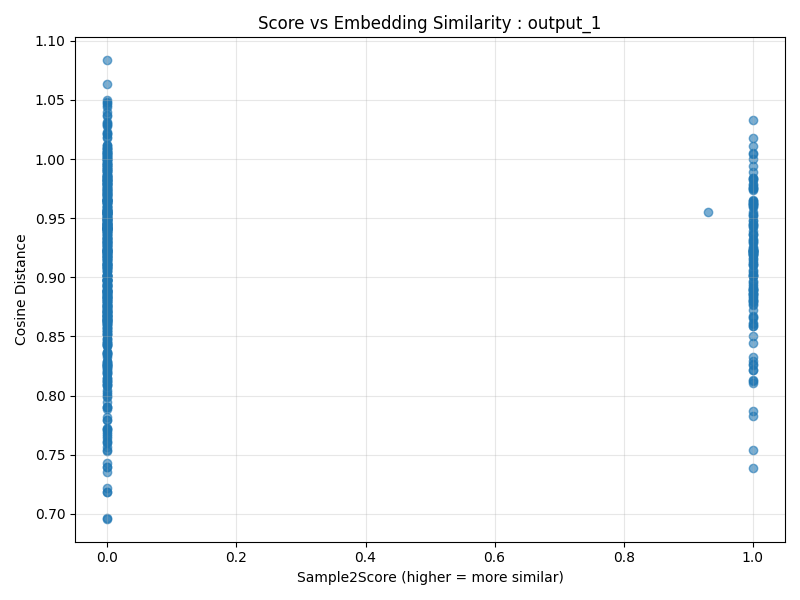 Score vs Embedding Similarity : output_1
1.10
1.05
1.00
0.95
0.90
0.85
0.80
0.75
0.70
Cosine Distance
0.0 0.2 0.4 0.6 0.8 1.0
Sample2Score (higher = more similar)